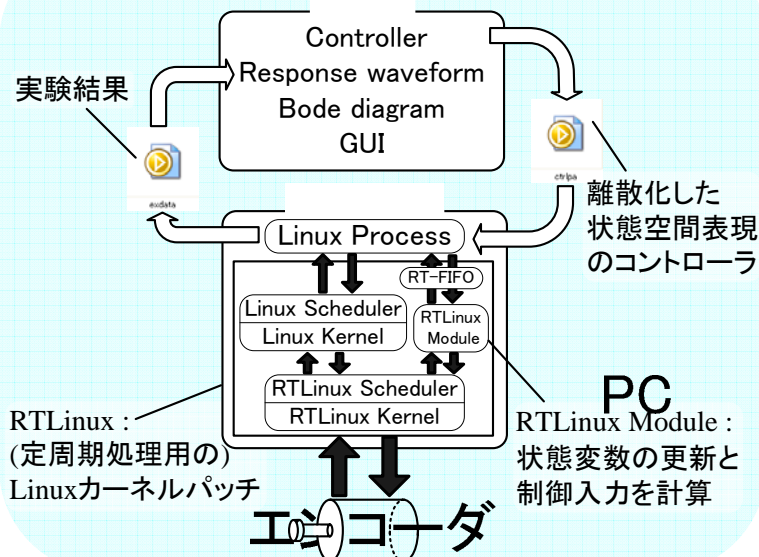 Controller
Response waveform
Bode diagram
GUI
実験結果
exdata
ctrlpa
離散化した
状態空間表現
のコントローラ
Linux Process
RT-FIFO
Linux Scheduler
Linux Kernel
RTLinux
Module
RTLinux Scheduler
RTLinux Kernel
PC
RTLinux :
(定周期処理用の)
Linuxカーネルパッチ
RTLinux Module :
状態変数の更新と
制御入力を計算
エンコーダ